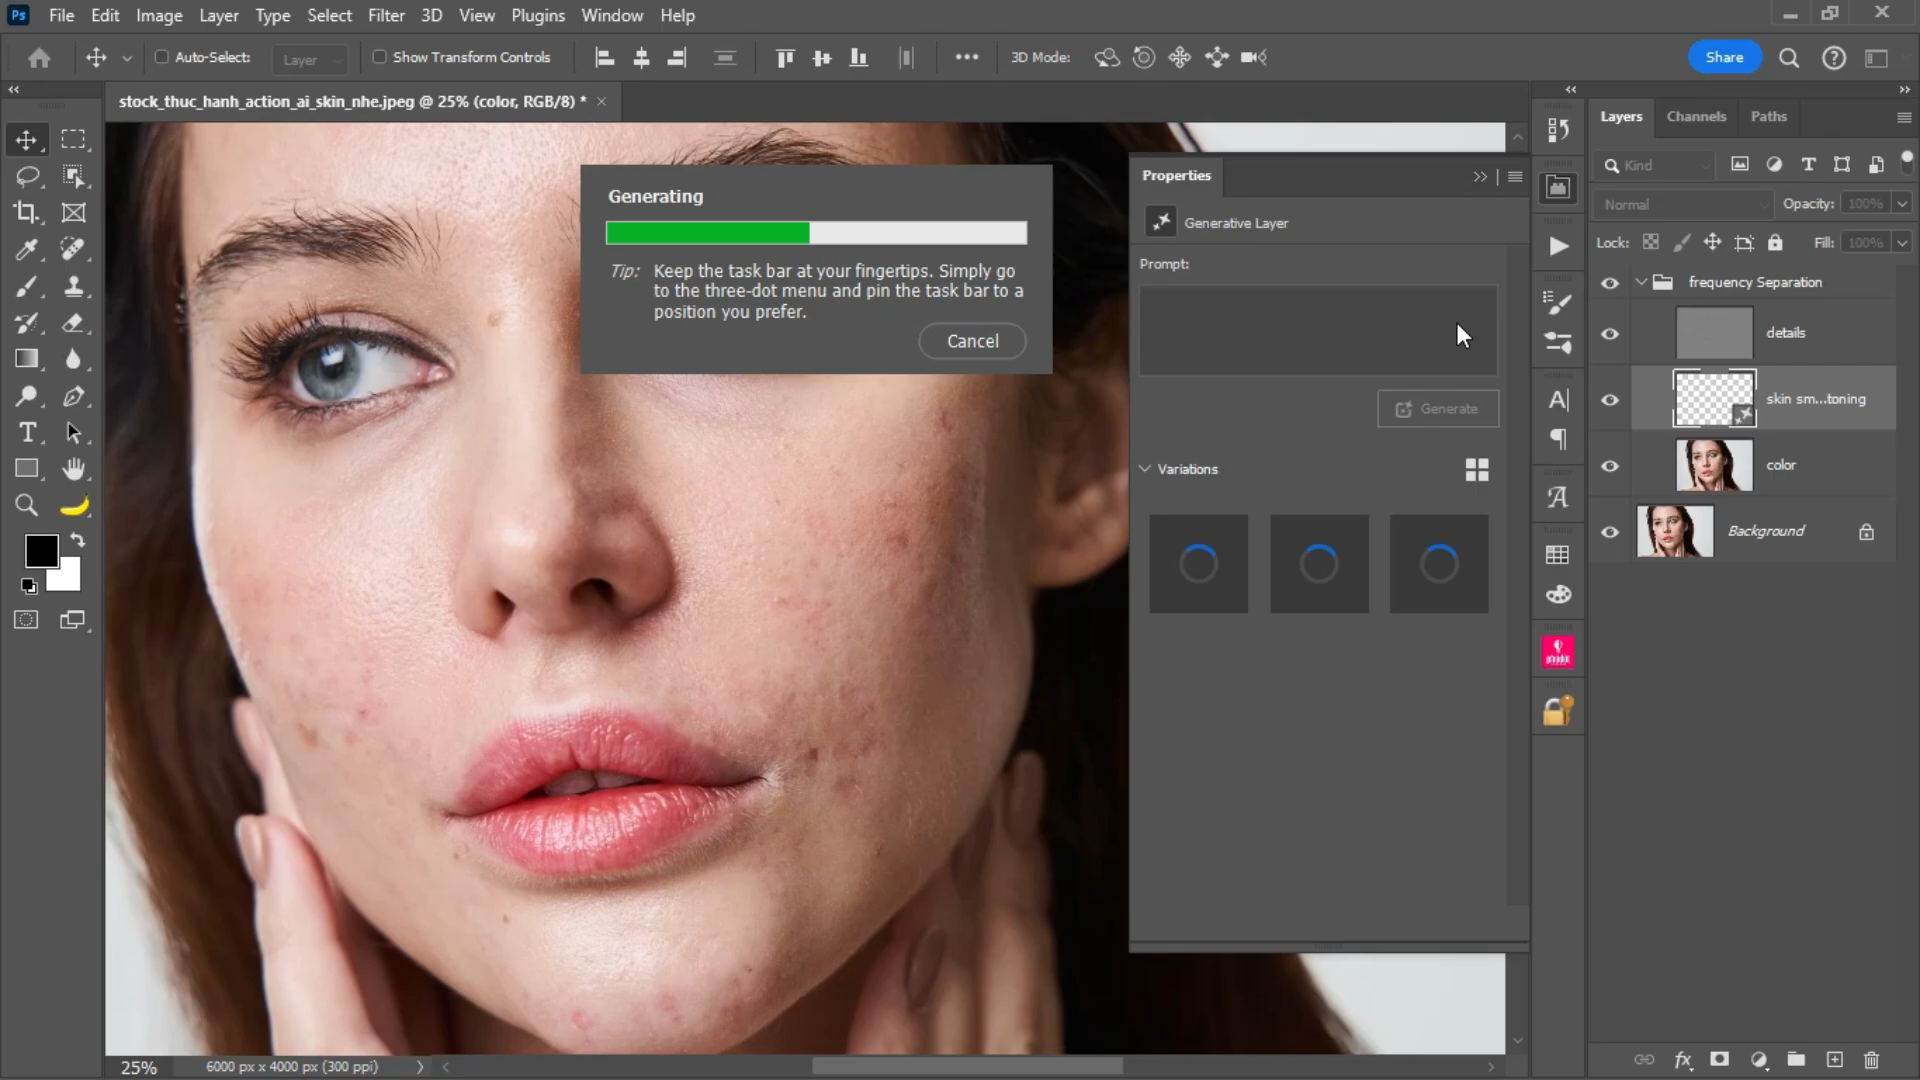 Ps File Edit Image Layer Type Select Filter 3D View Plugins Window Help
Auto-Select: Layer Show Transform Controls 3D Mode: Share
stock_thuc_hanh_action_ai_skin_nhe.jpeg @ 25% (color, RGB/8) *
Generating
Tip: Keep the task bar at your fingertips. Simply go
to the three-dot menu and pin the task bar to a
position you prefer.
Cancel
Properties
Generative Layer
Prompt:
Generate
Variations
Layers Channels Paths
Kind
Normal Opacity: 100%
Lock: Fill: 100%
frequency Separation
details
skin sm...toning
color
Background
25% 6000 px x 4000 px (300 ppi)